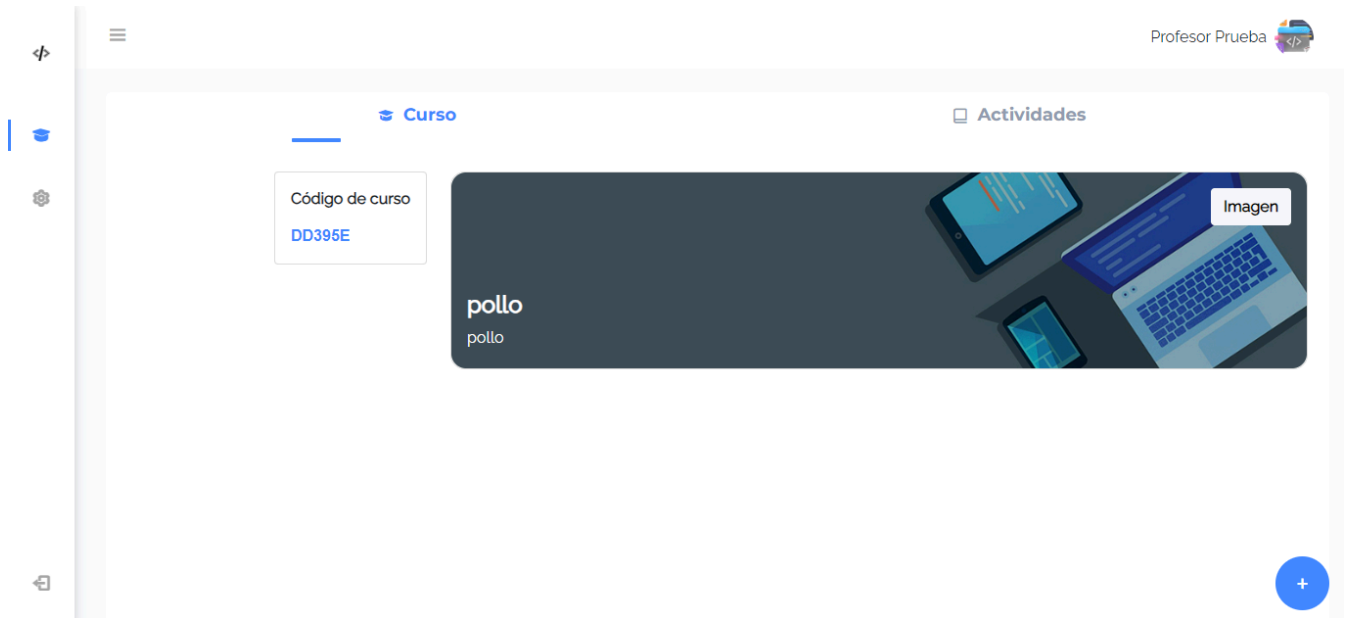 Profesor Prueba
Curso
Actividades
Código de curso
DD395E
Imagen
pollo
pollo